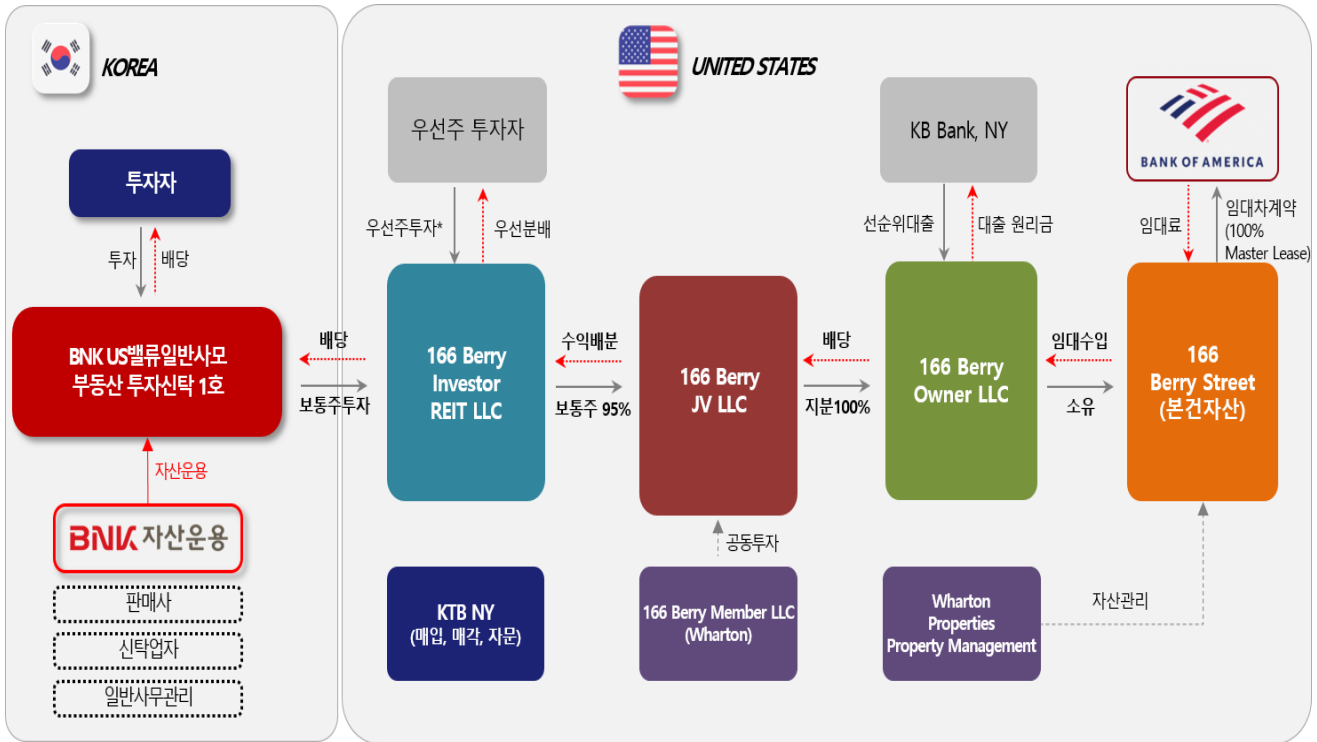 KOREA
UNITED STATES
투자자
투자
배당
BNK US밸류일반사모
부동산 투자신탁 1호
자산운용
BNK 자산운용
판매사
신탁업자
일반사무관리
배당
보통주투자
우선주 투자자
우선주투자*
우선분배
166 Berry
Investor
REIT LLC
수익배분
보통주 95%
KTB NY
(매입, 매각, 자문)
166 Berry
JV LLC
공동투자
166 Berry Member LLC
(Wharton)
배당
지분100%
KB Bank, NY
선순위대출
대출 원리금
166 Berry
Owner LLC
임대수입
소유
Wharton
Properties
Property Management
자산관리
BANK OF AMERICA
임대료
임대차계약
(100%
Master Lease)
166
Berry Street
(본건자산)